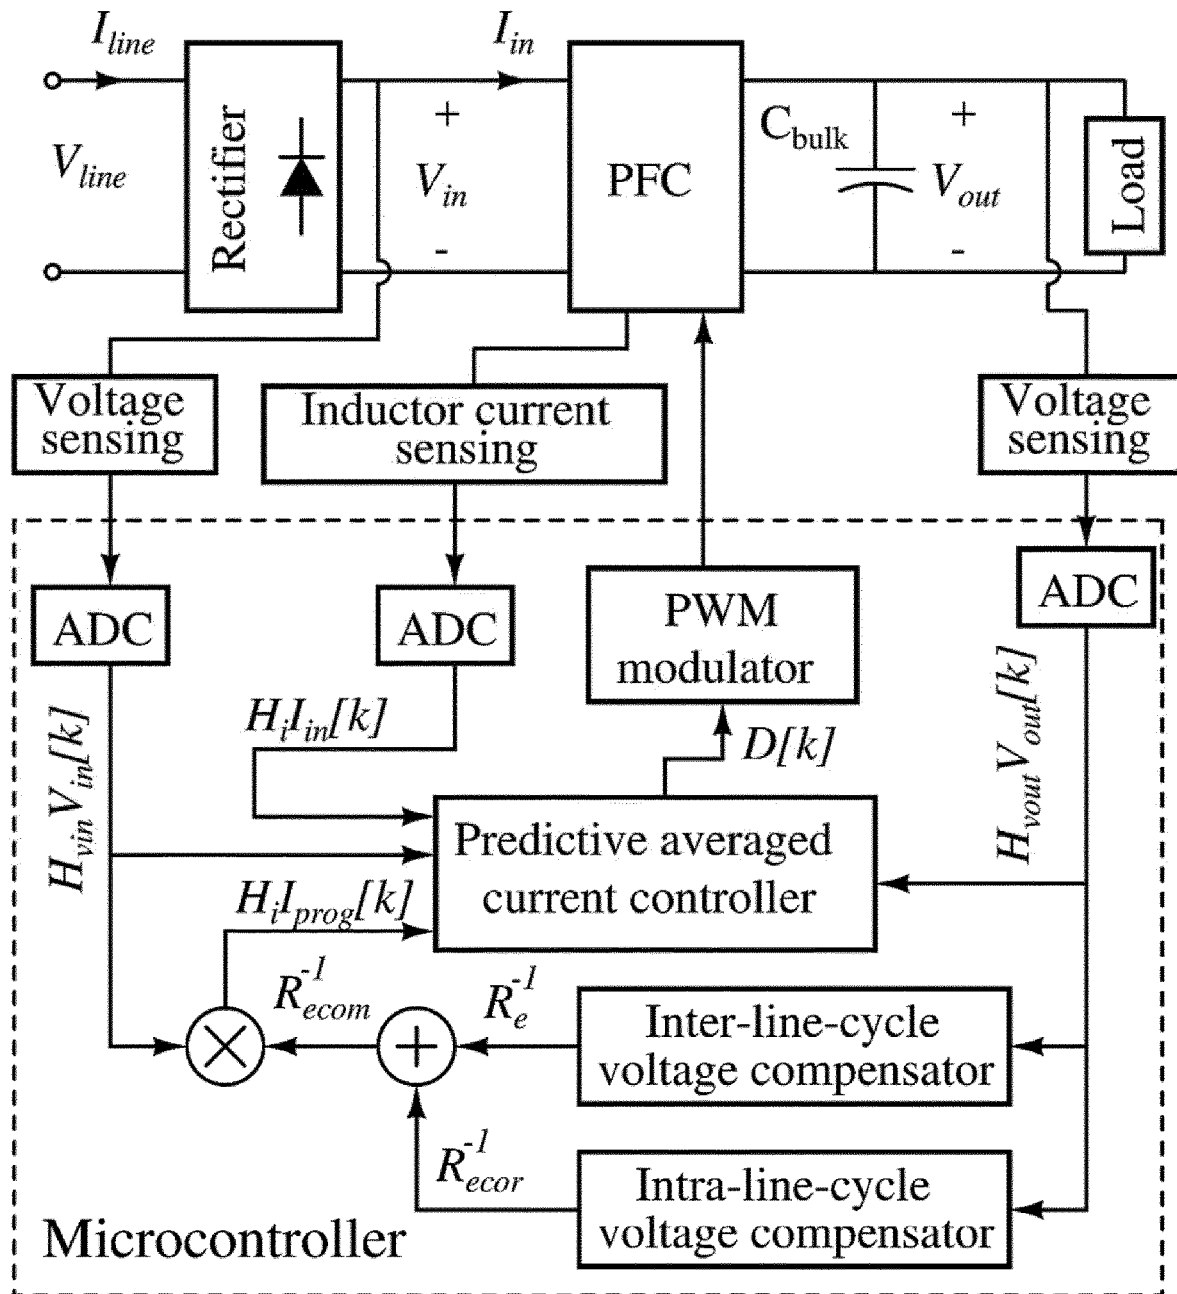 I_line
I_in
V_line
Rectifier
+
V_in
-
PFC
C_bulk
+
V_out
-
Load
Voltage
sensing
Inductor current
sensing
Voltage
sensing
ADC
ADC
PWM
modulator
ADC
H_vin V_in[k]
H_i I_in[k]
D[k]
H_vout V_out[k]
Predictive averaged
current controller
H_i I_prog[k]
R_ecom^-1
R_e^-1
Inter-line-cycle
voltage compensator
×
+
R_ecor^-1
Intra-line-cycle
voltage compensator
Microcontroller